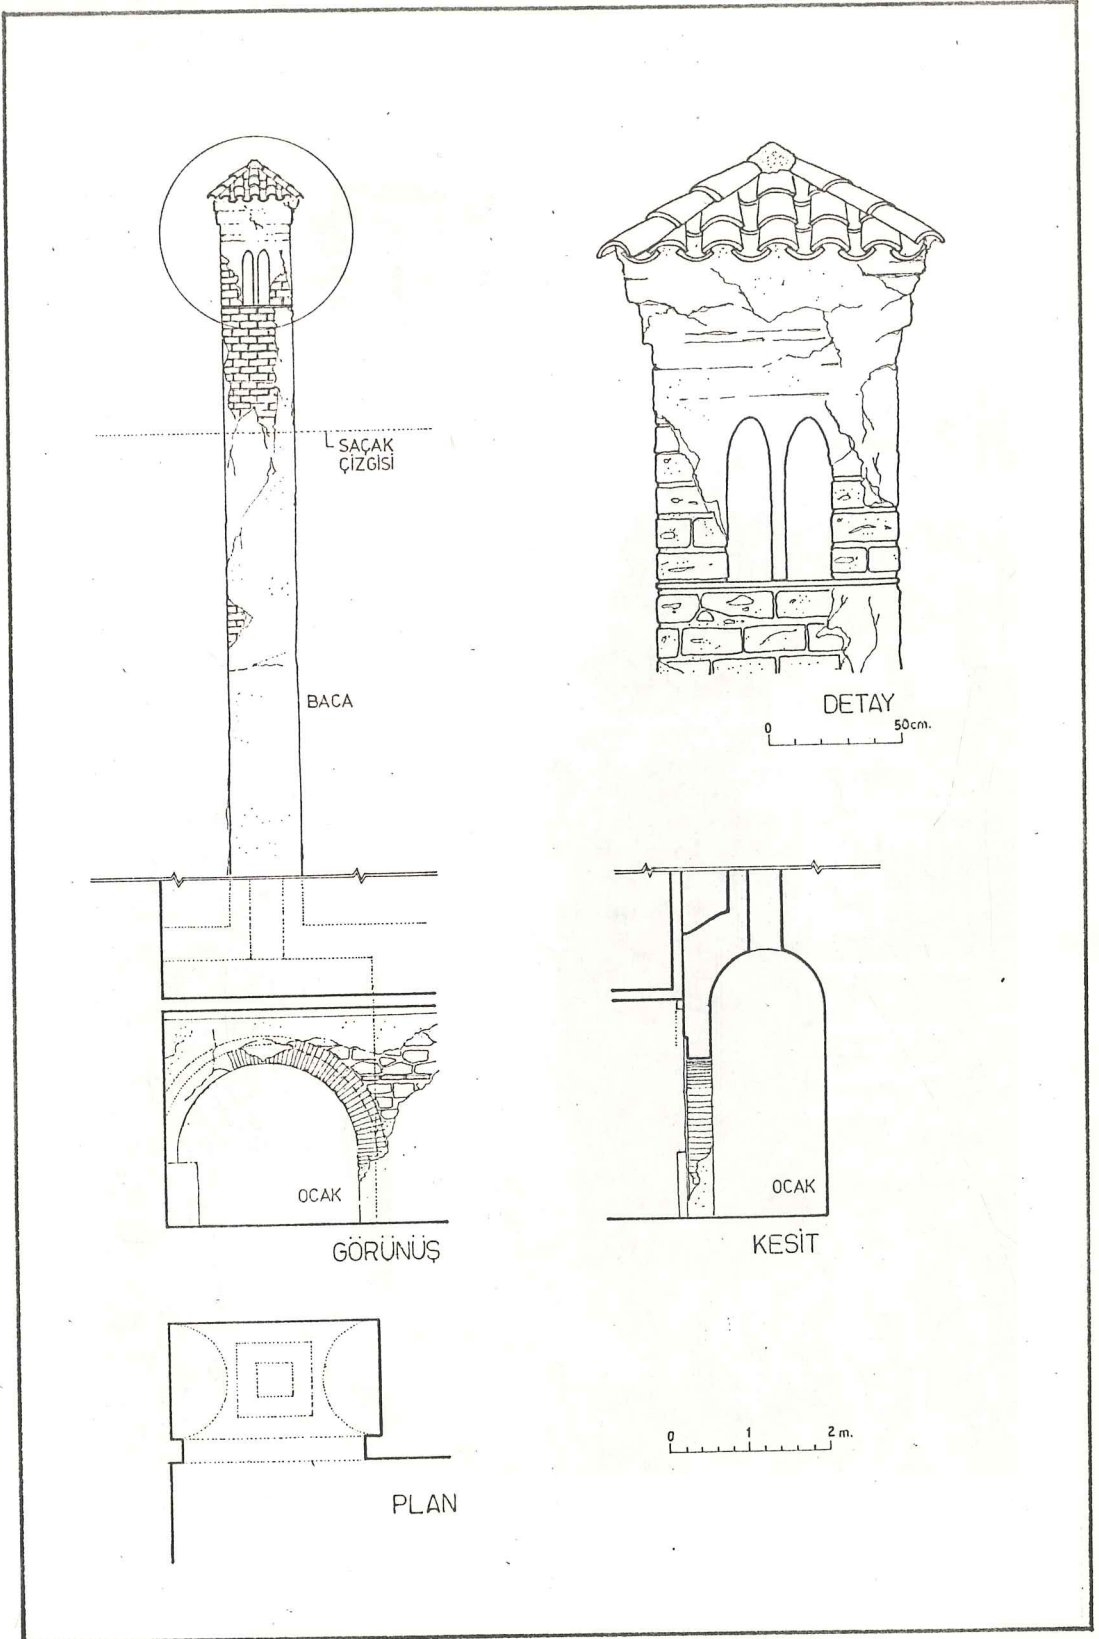 SAÇAK
ÇİZGİSİ
BACA
DETAY
0 50cm.
OCAK
GÖRÜNÜŞ
OCAK
KESİT
0 1 2 m.
PLAN